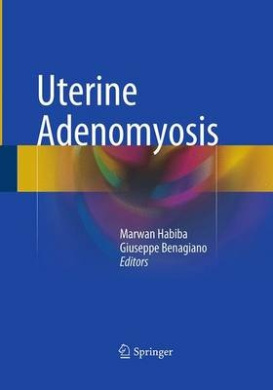 Uterine
Adenomyosis
Marwan Habiba
Giuseppe Benagiano
Editors
Springer